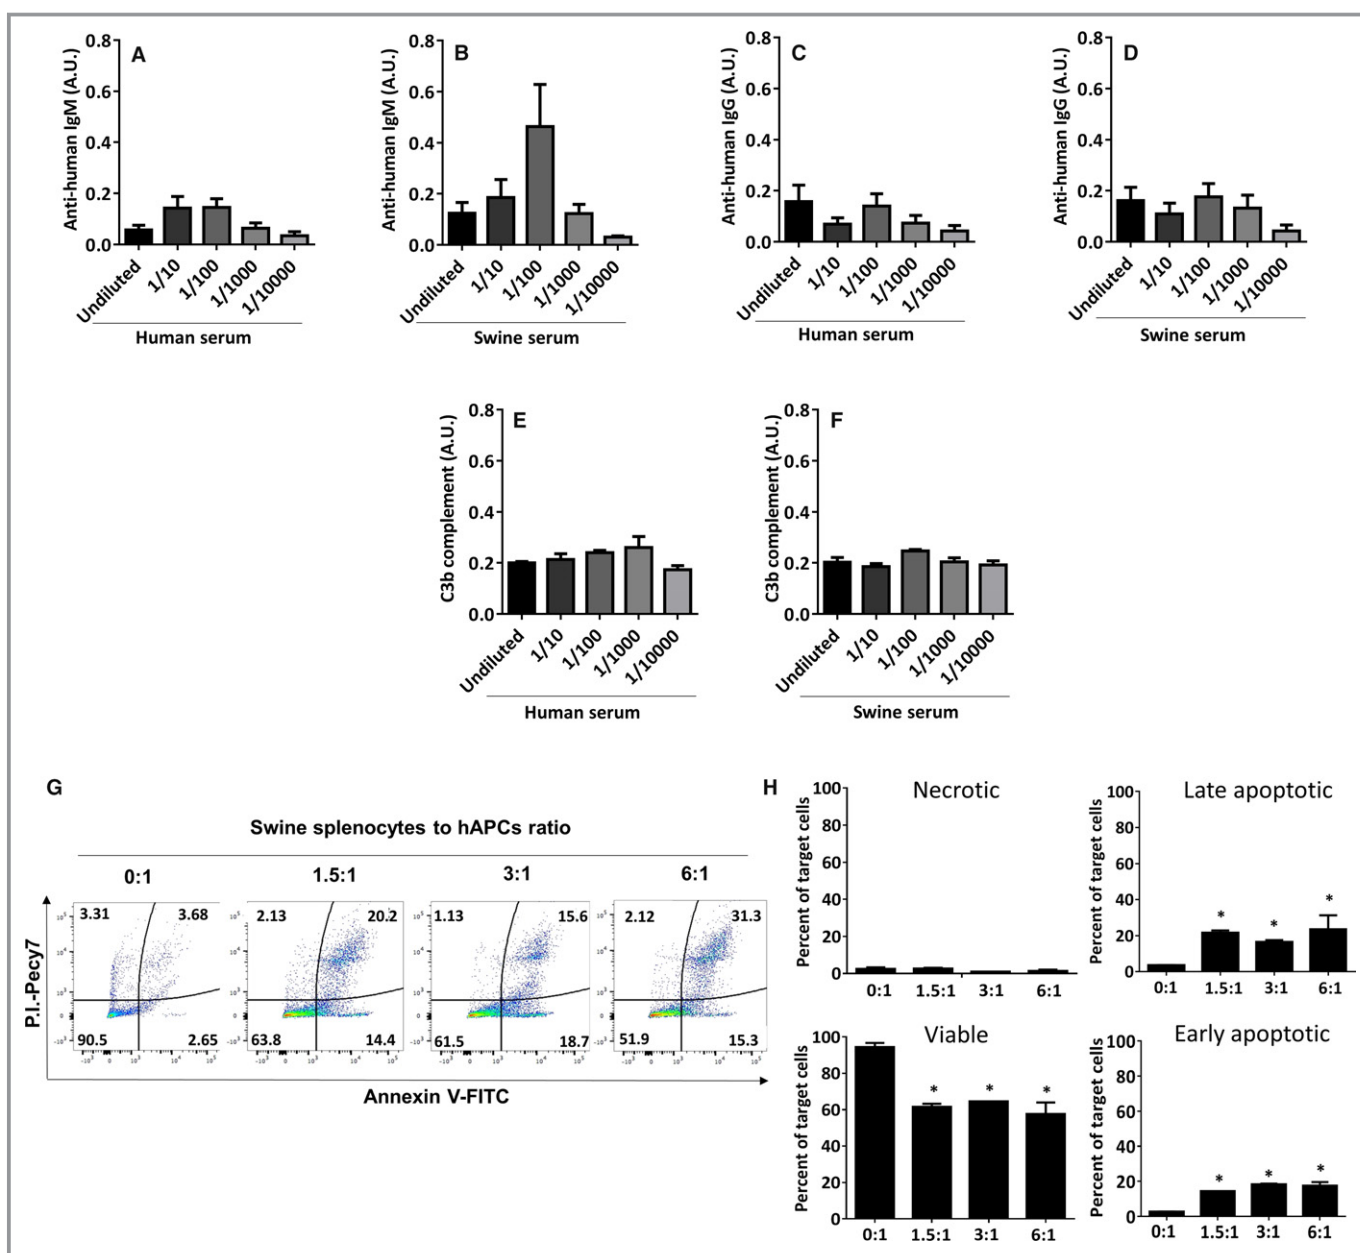 A
Anti-human IgM (A.U.)
0.8
0.6
0.4
0.2
0.0
Undiluted
1/10
1/100
1/1000
1/10000
Human serum
B
Anti-human IgM (A.U.)
0.8
0.6
0.4
0.2
0.0
Undiluted
1/10
1/100
1/1000
1/10000
Swine serum
C
Anti-human IgG (A.U.)
0.8
0.6
0.4
0.2
0.0
Undiluted
1/10
1/100
1/1000
1/10000
Human serum
D
Anti-human IgG (A.U.)
0.8
0.6
0.4
0.2
0.0
Undiluted
1/10
1/100
1/1000
1/10000
Swine serum
E
C3b complement (A.U.)
0.8
0.6
0.4
0.2
0.0
Undiluted
1/10
1/100
1/1000
1/10000
Human serum
F
C3b complement (A.U.)
0.8
0.6
0.4
0.2
0.0
Undiluted
1/10
1/100
1/1000
1/10000
Swine serum
G
Swine splenocytes to hAPCs ratio
0:1 1.5:1 3:1 6:1
3.31 3.68 2.13 20.2 1.13 15.6 2.12 31.3
90.5 2.65 63.8 14.4 61.5 18.7 51.9 15.3
P.I.-Pecy7
Annexin V-FITC
H
Necrotic
Percent of target cells
100
80
60
40
20
0
0:1 1.5:1 3:1 6:1
Late apoptotic
Percent of target cells
100
80
60
40
20
0
* * *
0:1 1.5:1 3:1 6:1
Viable
Percent of target cells
100
80
60
40
20
0
* * *
0:1 1.5:1 3:1 6:1
Early apoptotic
Percent of target cells
100
80
60
40
20
0
* * *
0:1 1.5:1 3:1 6:1